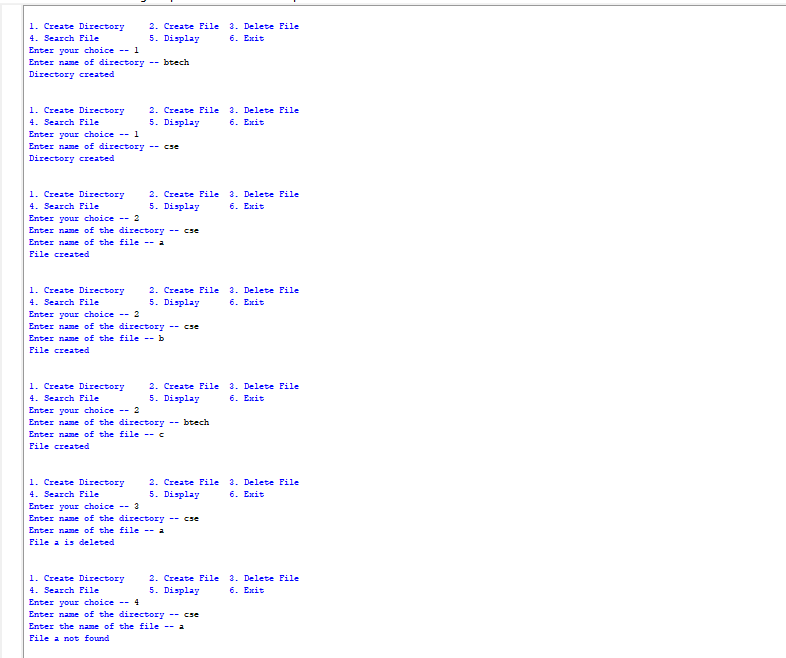 1. Create Directory 2. Create File 3. Delete File
4. Search File 5. Display 6. Exit
Enter your choice -- 1
Enter name of directory -- btech
Directory created
1. Create Directory 2. Create File 3. Delete File
4. Search File 5. Display 6. Exit
Enter your choice -- 1
Enter name of directory -- cse
Directory created
1. Create Directory 2. Create File 3. Delete File
4. Search File 5. Display 6. Exit
Enter your choice -- 2
Enter name of the directory -- cse
Enter name of the file -- a
File created
1. Create Directory 2. Create File 3. Delete File
4. Search File 5. Display 6. Exit
Enter your choice -- 2
Enter name of the directory -- cse
Enter name of the file -- b
File created
1. Create Directory 2. Create File 3. Delete File
4. Search File 5. Display 6. Exit
Enter your choice -- 2
Enter name of the directory -- btech
Enter name of the file -- c
File created
1. Create Directory 2. Create File 3. Delete File
4. Search File 5. Display 6. Exit
Enter your choice -- 3
Enter name of the directory -- cse
Enter name of the file -- a
File a is deleted
1. Create Directory 2. Create File 3. Delete File
4. Search File 5. Display 6. Exit
Enter your choice -- 4
Enter name of the directory -- cse
Enter the name of the file -- a
File a not found